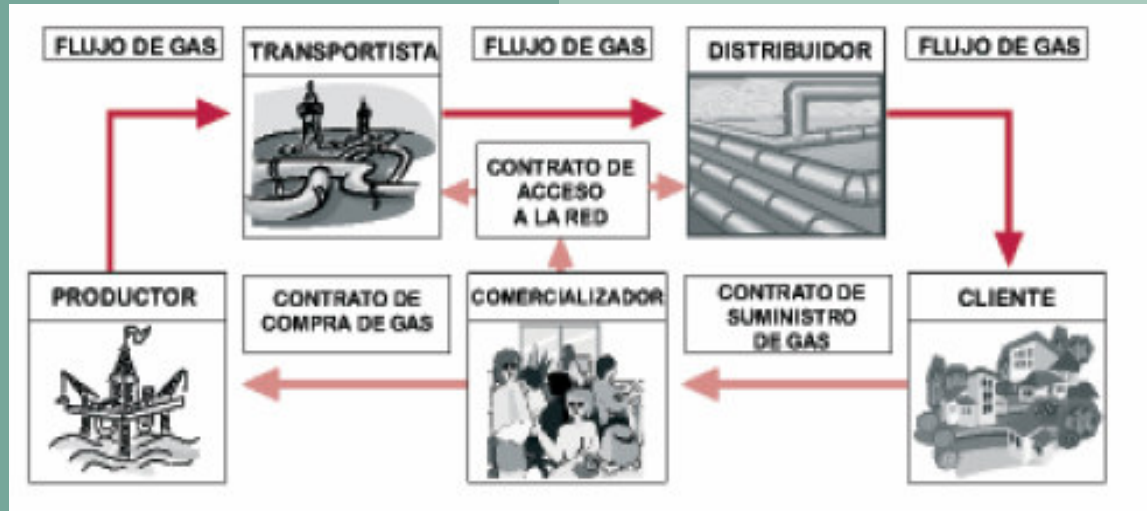 FLUJO DE GAS
TRANSPORTISTA
FLUJO DE GAS
DISTRIBUIDOR
FLUJO DE GAS
CONTRATO DE
ACCESO
A LA RED
PRODUCTOR
CONTRATO DE
COMPRA DE GAS
COMERCIALIZADOR
CONTRATO DE
SUMINISTRO
DE GAS
CLIENTE